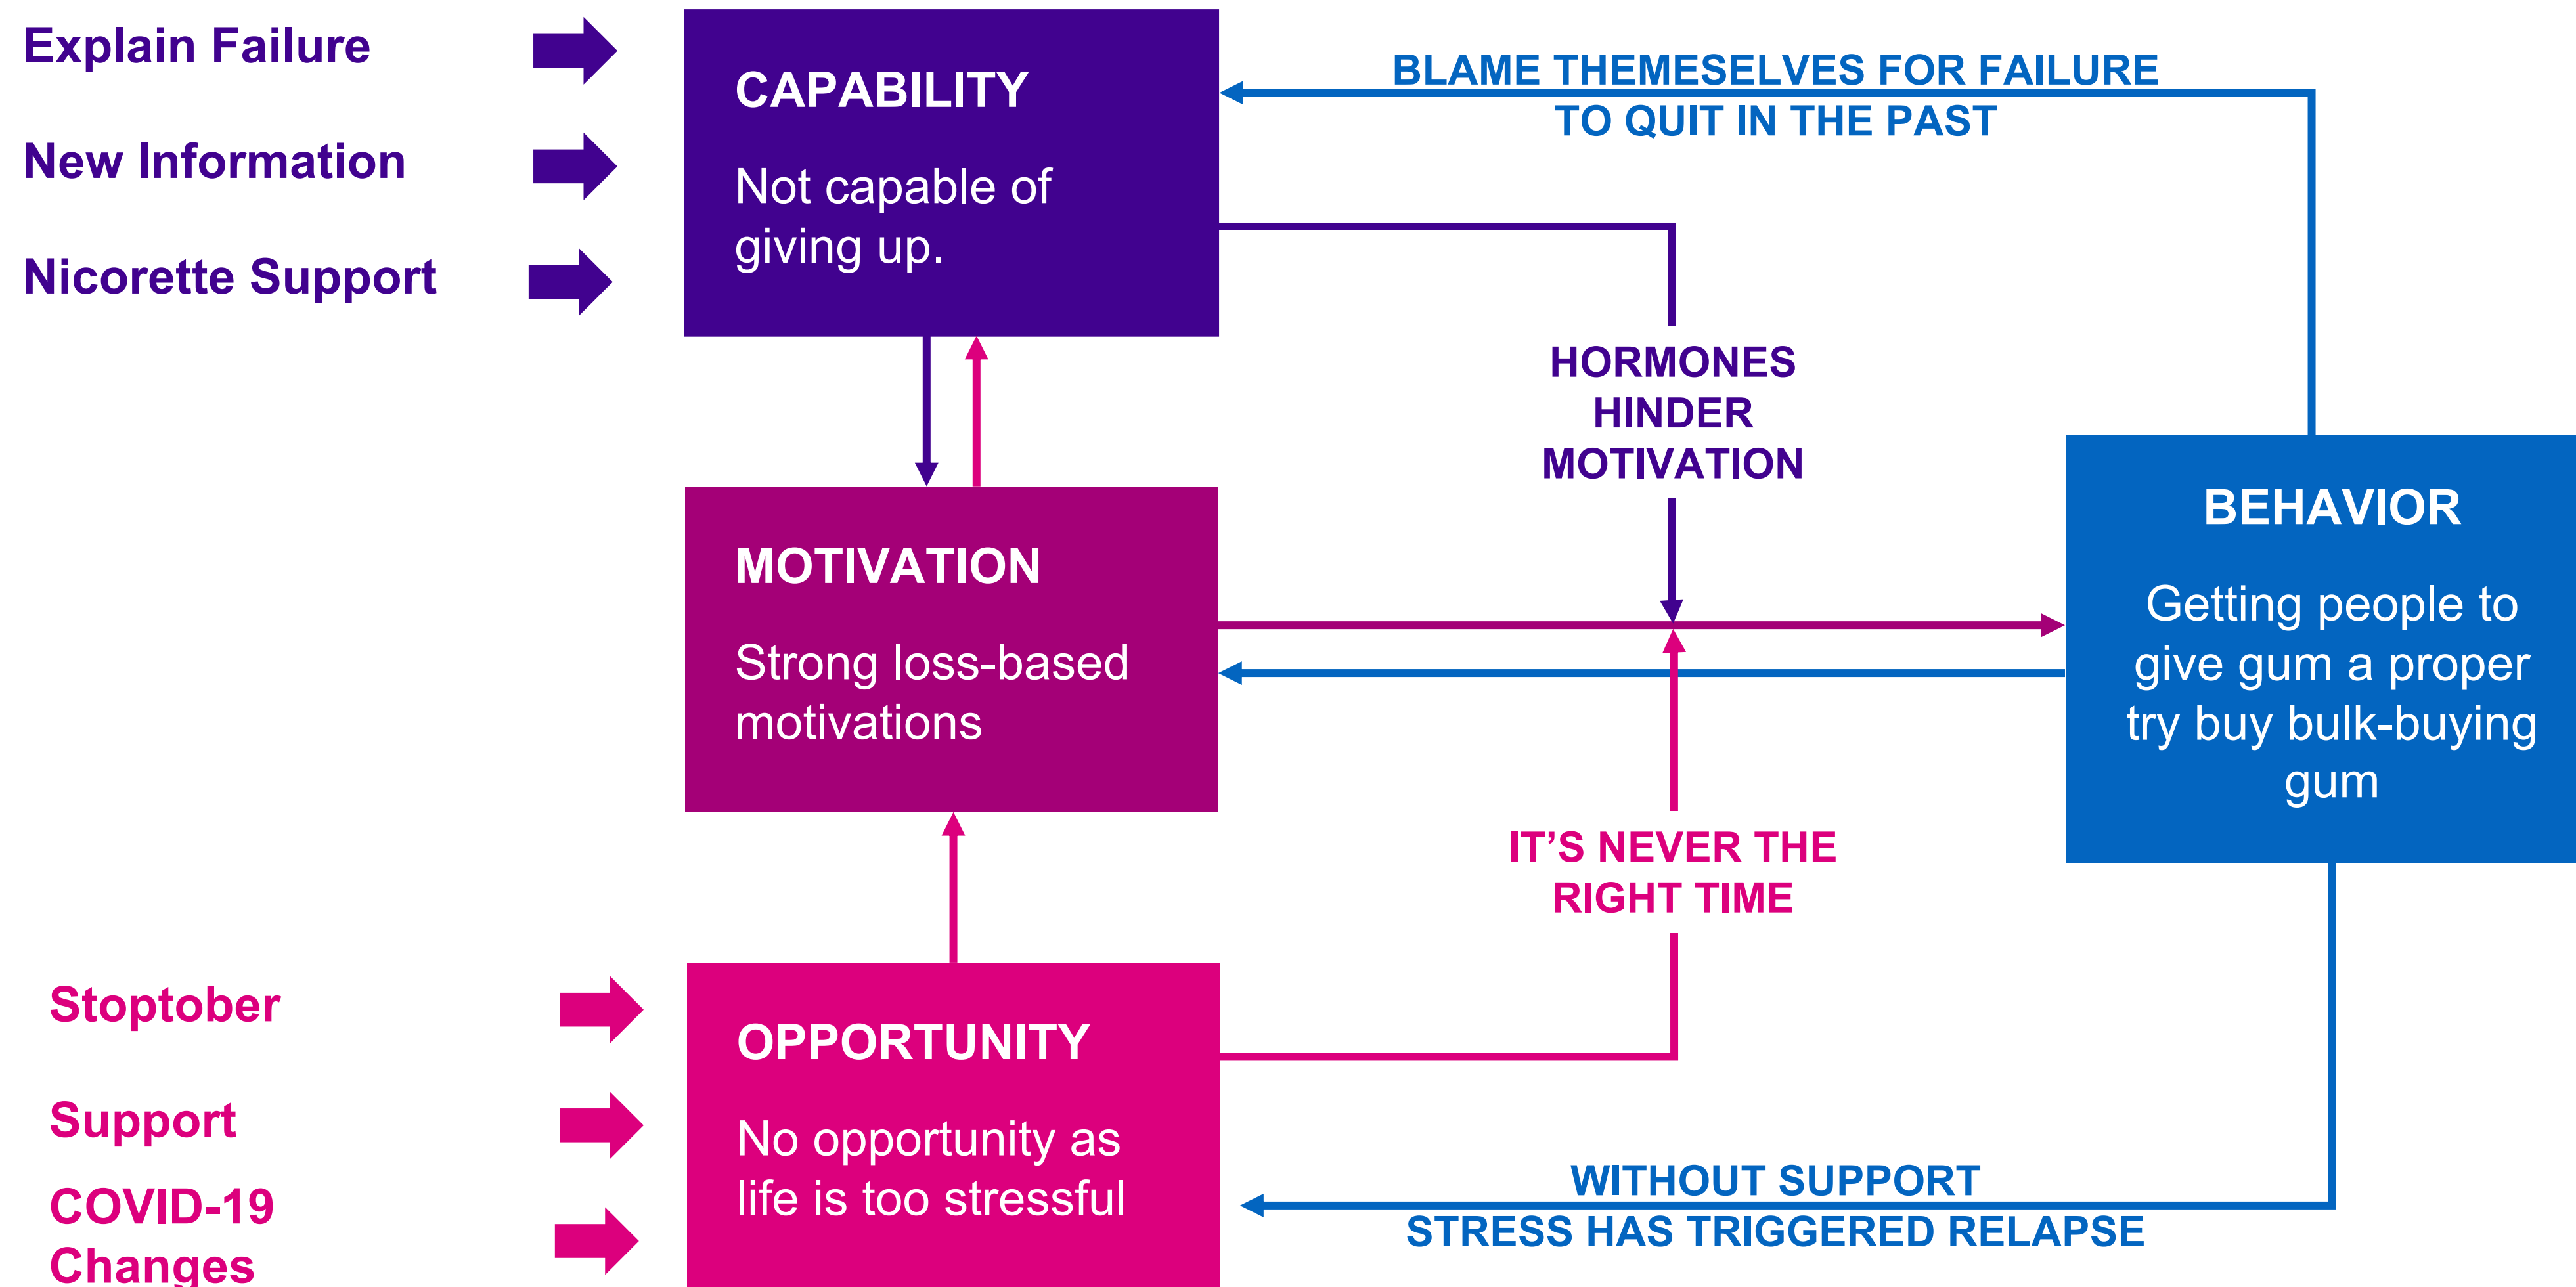 Explain Failure
New Information
Nicorette Support
CAPABILITY
Not capable of
giving up.
BLAME THEMESELVES FOR FAILURE
TO QUIT IN THE PAST
HORMONES
HINDER
MOTIVATION
MOTIVATION
Strong loss-based
motivations
BEHAVIOR
Getting people to
give gum a proper
try buy bulk-buying
gum
IT’S NEVER THE
RIGHT TIME
Stoptober
Support
COVID-19
Changes
OPPORTUNITY
No opportunity as
life is too stressful
WITHOUT SUPPORT
STRESS HAS TRIGGERED RELAPSE